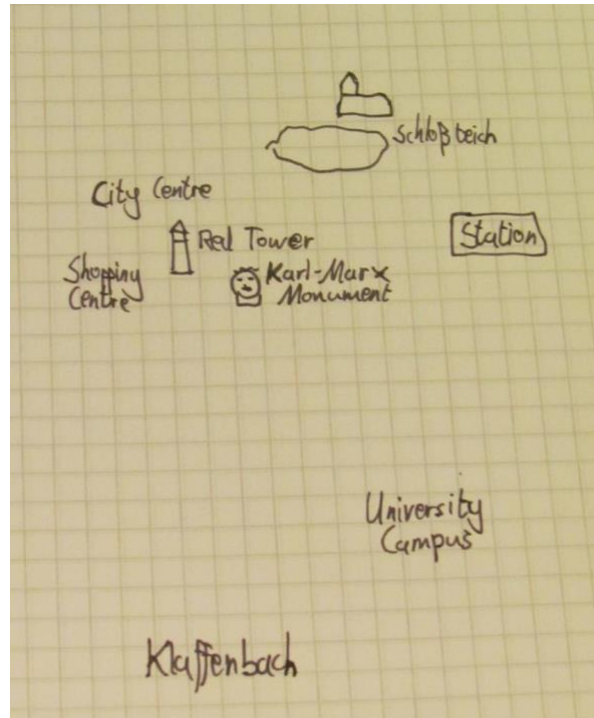 Schloßteich
City Centre
Red Tower
Station
Shopping
Centre
Karl-Marx
Monument
University
Campus
Klaffenbach